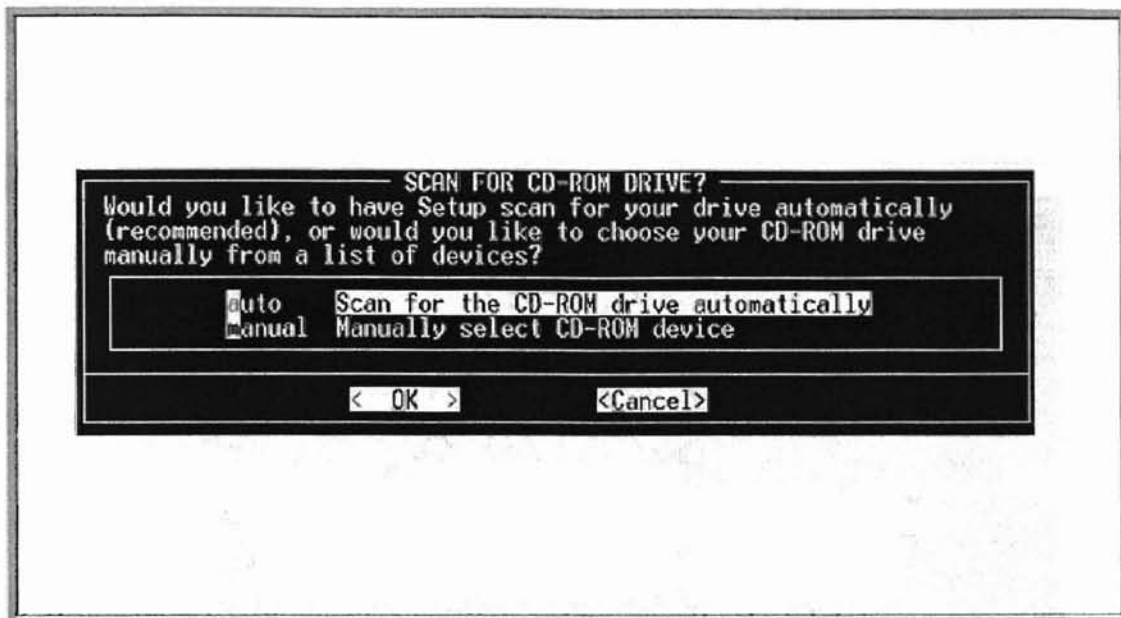 SCAN FOR CD-ROM DRIVE?
Would you like to have Setup scan for your drive automatically
(recommended), or would you like to choose your CD-ROM drive
manually from a list of devices?
auto Scan for the CD-ROM drive automatically
manual Manually select CD-ROM device
< OK > <Cancel>